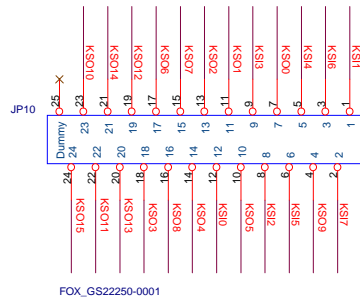 KSO10
KSO14
KSO12
KSO6
KSO7
KSO2
KSO1
KSI3
KSO0
KSI4
KSI6
KSI1
25
23
21
19
17
15
13
11
9
7
5
3
1
JP10
Dummy
23
21
19
17
15
13
11
9
7
5
3
1
24
22
20
18
16
14
12
10
8
6
4
2
24
22
20
18
16
14
12
10
8
6
4
2
KSO15
KSO11
KSO13
KSO3
KSO8
KSO4
KSI0
KSO5
KSI2
KSI5
KSO9
KSI7
FOX_GS22250-0001